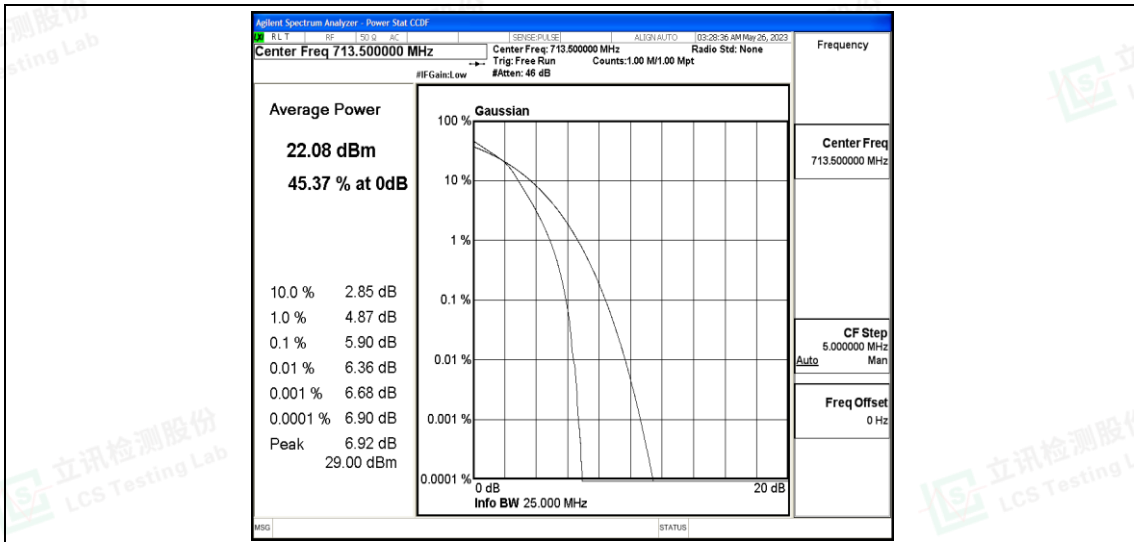 Agilent Spectrum Analyzer - Power Stat CCDF
LXI RLT RF 50 Ω AC SENSE:PULSE ALIGN AUTO 03:28:36 AM May 26, 2023
Center Freq 713.500000 MHz
Center Freq: 713.500000 MHz Radio Std: None
Trig: Free Run Counts:1.00 M/1.00 Mpt
#IFGain:Low #Atten: 46 dB
Frequency
Average Power
22.08 dBm
45.37 % at 0dB
10.0 % 2.85 dB
1.0 % 4.87 dB
0.1 % 5.90 dB
0.01 % 6.36 dB
0.001 % 6.68 dB
0.0001 % 6.90 dB
Peak 6.92 dB
29.00 dBm
Gaussian
100 %
10 %
1 %
0.1 %
0.01 %
0.001 %
0.0001 %
0 dB 20 dB
Info BW 25.000 MHz
Center Freq
713.500000 MHz
CF Step
5.000000 MHz
Auto Man
Freq Offset
0 Hz
MSG STATUS
立讯检测股份
LCS Testing Lab
立讯检测股份
LCS Testing L
测股份
sting Lab
立
LC